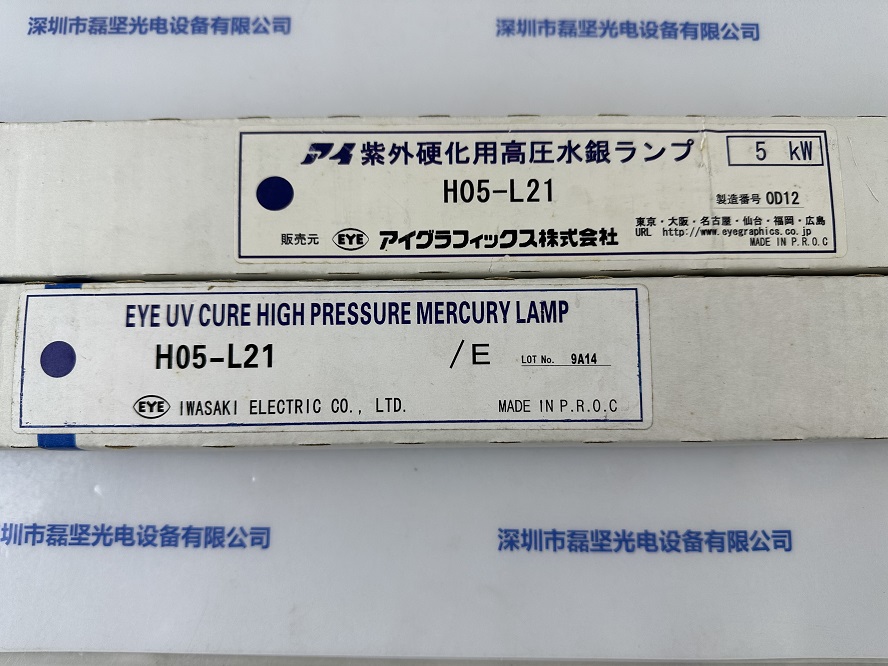 深圳市磊坚光电设备有限公司 深圳市磊坚光电设备有限公司
アイ 紫外硬化用高圧水銀ランプ 5 kW
H05-L21
製造番号 0D12
販売元 EYE アイグラフィックス株式会社
東京・大阪・名古屋・仙台・福岡・広島
URL http://www.eyegraphics.co.jp
MADE IN P.R.O.C
EYE UV CURE HIGH PRESSURE MERCURY LAMP
H05-L21 /E LOT No. 9A14
EYE IWASAKI ELECTRIC CO., LTD. MADE IN P.R.O.C
深圳市磊坚光电设备有限公司 深圳市磊坚光电设备有限公司